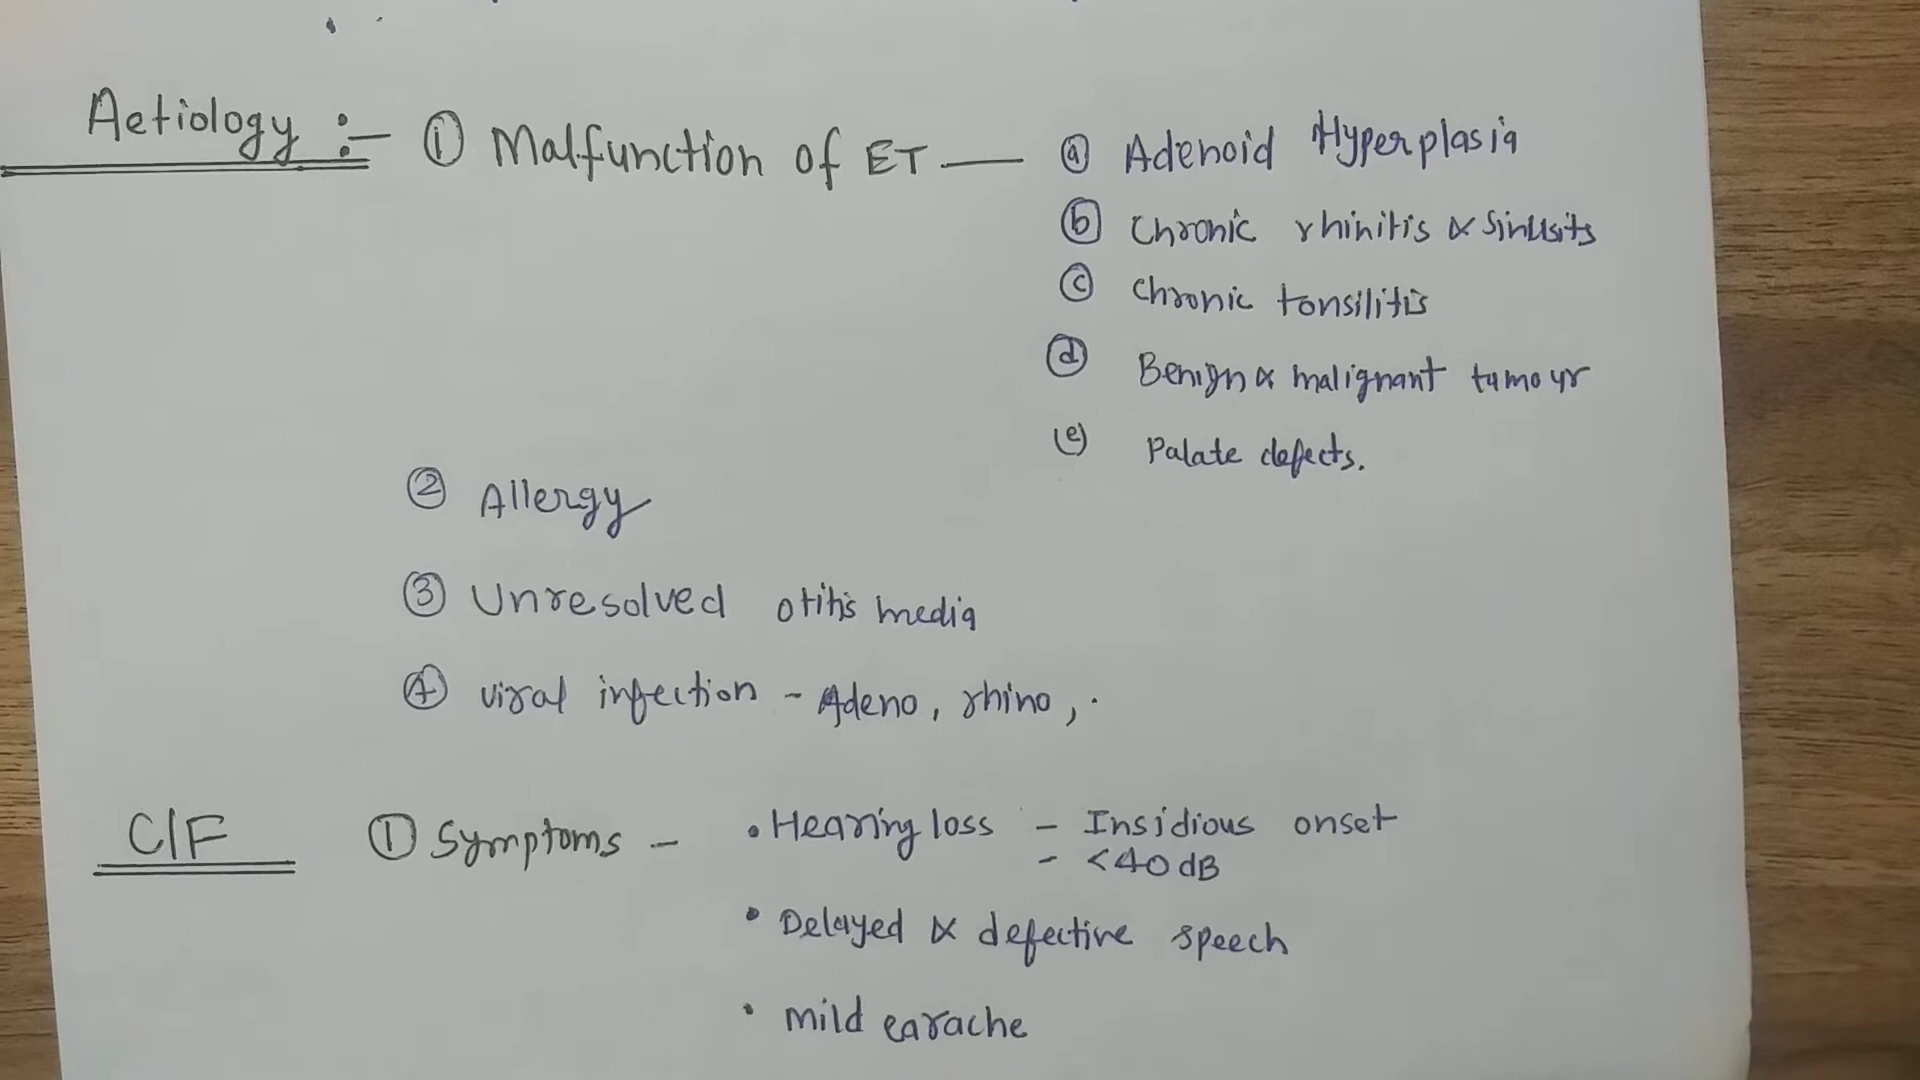 Aetiology :- ① Malfunction of ET — ⓐ Adenoid Hyperplasia
ⓑ Chronic rhinitis & Sinusits
ⓒ Chronic tonsilitis
ⓓ Benign & malignant tumour
(e) Palate defects.
② Allergy
③ Unresolved otitis media
④ viral infection - Adeno, rhino, .
C/F ① Symptoms - • Hearing loss - Insidious onset
- <40 dB
• Delayed & defective speech
• mild earache